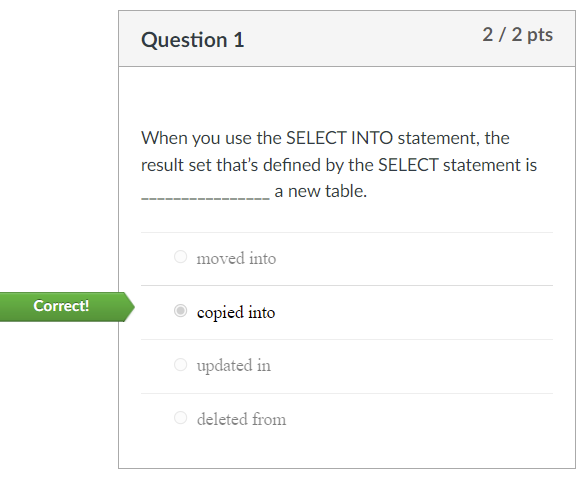 Question 1
2 / 2 pts
When you use the SELECT INTO statement, the
result set that’s defined by the SELECT statement is
________________ a new table.
moved into
Correct!
copied into
updated in
deleted from